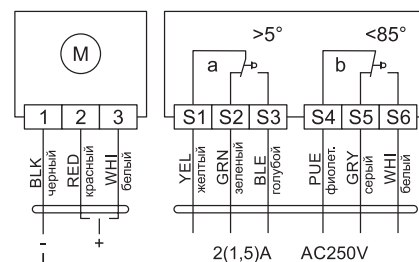 M
>5°
<85°
a
b
1 2 3
S1 S2 S3 S4 S5 S6
BLK
черный
RED
красный
WHI
белый
YEL
желтый
GRN
зеленый
BLE
голубой
PUE
фиолет.
GRY
серый
WHI
белый
- +
2(1,5)A AC250V